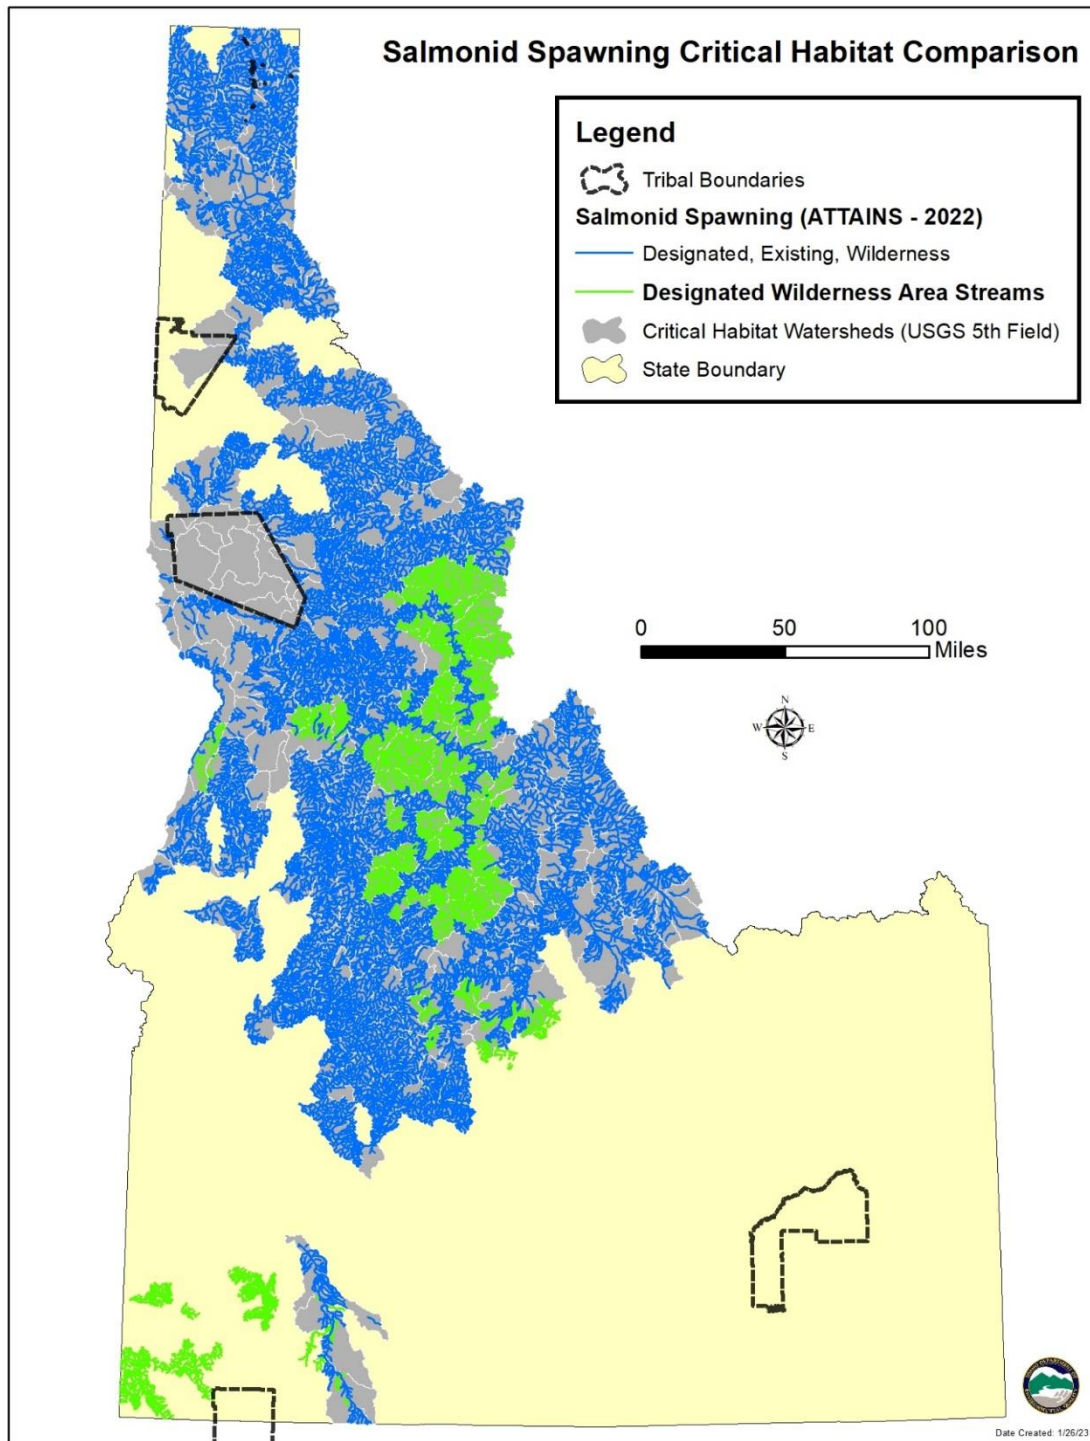 Salmonid Spawning Critical Habitat Comparison
Legend
Tribal Boundaries
Salmonid Spawning (ATTAINS - 2022)
Designated, Existing, Wilderness
Designated Wilderness Area Streams
Critical Habitat Watersheds (USGS 5th Field)
State Boundary
0 50 100
Miles
N
W E
S
Date Created: 1/26/23